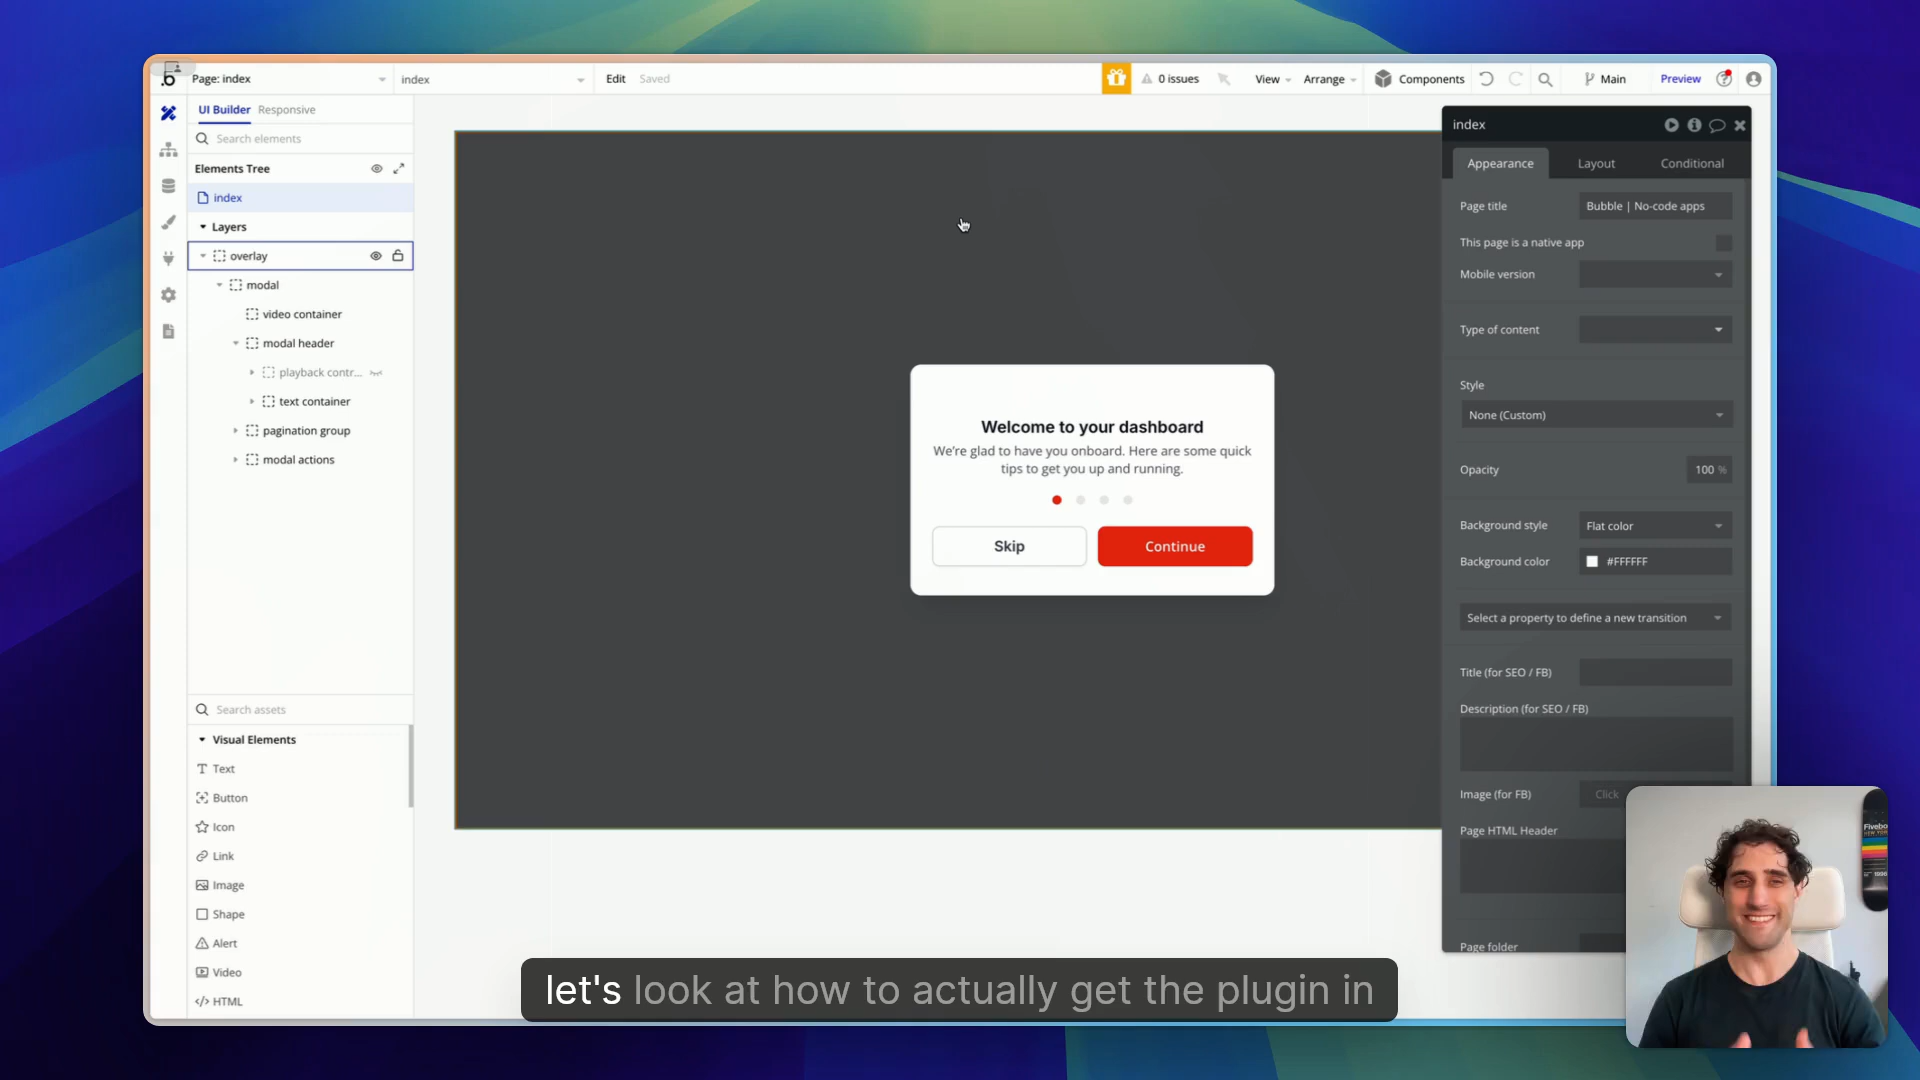 Page: index
index
Edit
Saved
0 issues
View
Arrange
Components
Main
Preview
UI Builder
Responsive
Search elements
Elements Tree
index
Layers
overlay
modal
video container
modal header
playback contr...
text container
pagination group
modal actions
Search assets
Visual Elements
Text
Button
Icon
Link
Image
Shape
Alert
Video
</> HTML
Welcome to your dashboard
We're glad to have you onboard. Here are some quick
tips to get you up and running.
Skip
Continue
index
Appearance
Layout
Conditional
Page title
Bubble | No-code apps
This page is a native app
Mobile version
Type of content
Style
None (Custom)
Opacity
100 %
Background style
Flat color
Background color
#FFFFFF
Select a property to define a new transition
Title (for SEO / FB)
Description (for SEO / FB)
Image (for FB)
Click
Page HTML Header
Page folder
let's look at how to actually get the plugin in